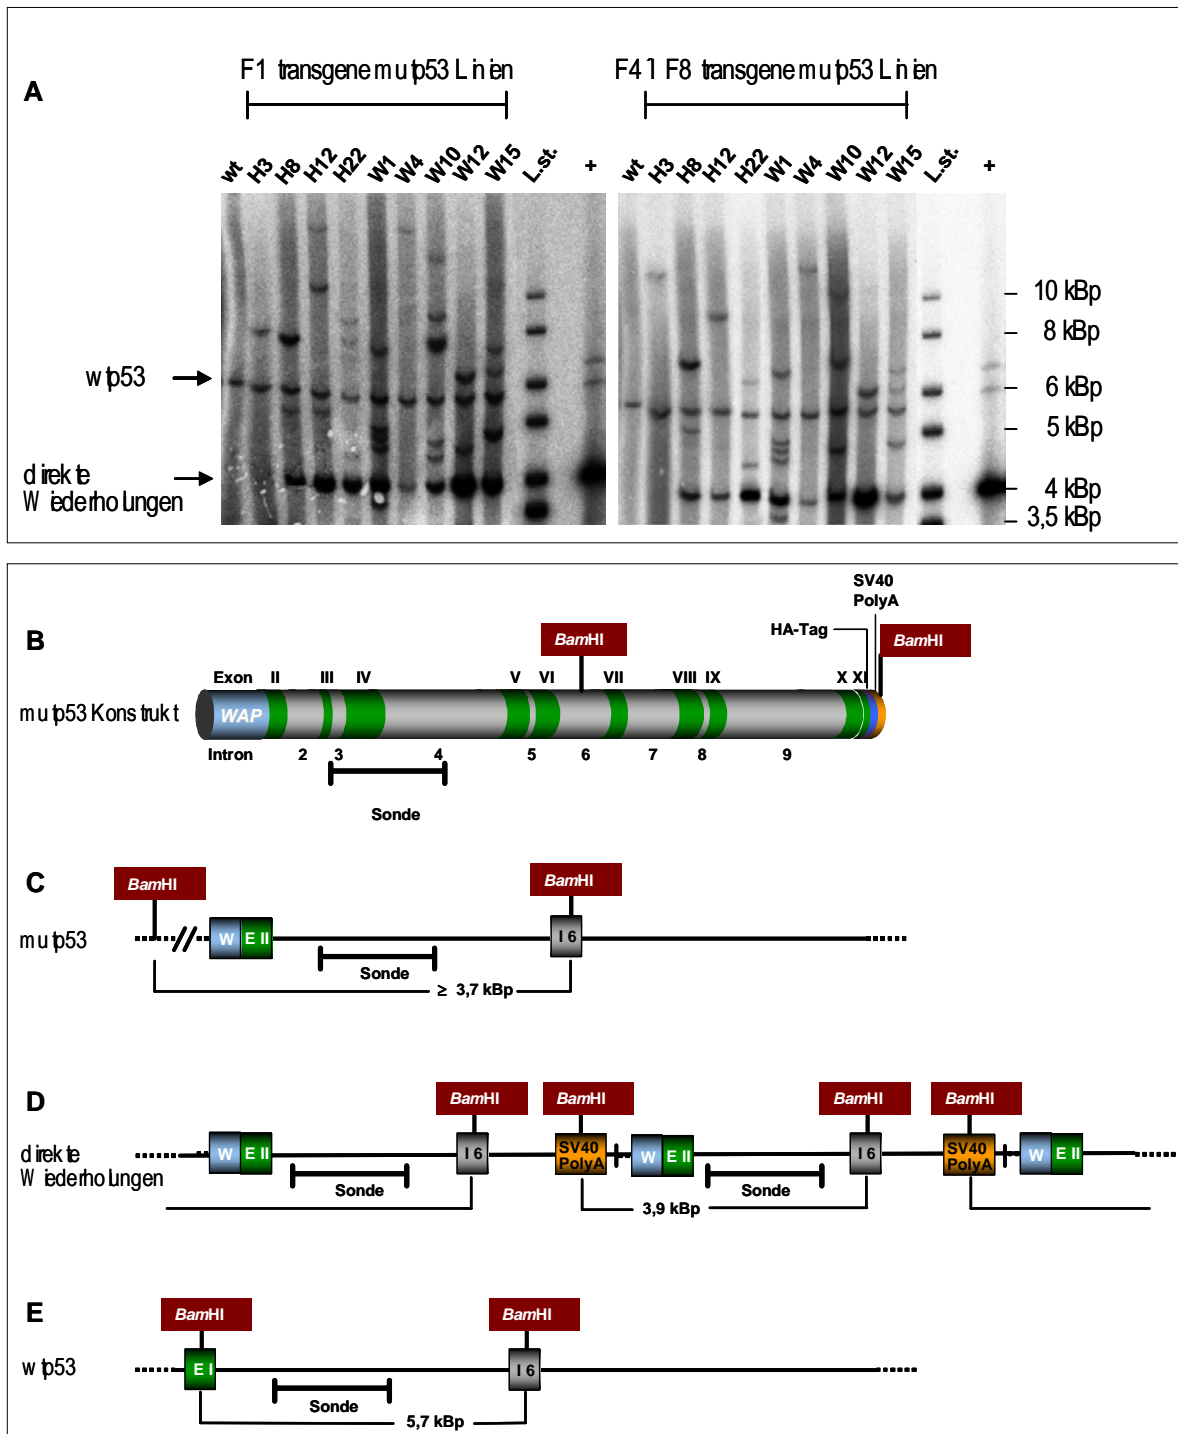 F1 transgene mutp53 Linien
F4 1 F8 transgene mutp53 Linien
A
wt H3 H8 H12 H22 W1 W4 W10 W12 W15 L.st. +
wt H3 H8 H12 H22 W1 W4 W10 W12 W15 L.st. +
10 kBp
8 kBp
wtp53
6 kBp
5 kBp
direkte
Wiederholungen
4 kBp
3,5 kBp
SV40
PolyA
HA-Tag
B
BamHI
BamHI
Exon II III IV V VI VII VIII IX X XI
mutp53 Konstrukt
WAP
Intron 2 3 4 5 6 7 8 9
Sonde
C
BamHI
BamHI
mutp53
W E II I 6
Sonde
≥ 3,7 kBp
D
BamHI BamHI BamHI BamHI
direkte
Wiederholungen
W E II I 6 SV40 PolyA W E II I 6 SV40 PolyA W E II
Sonde Sonde
3,9 kBp
E
BamHI BamHI
wtp53
E I I 6
Sonde
5,7 kBp